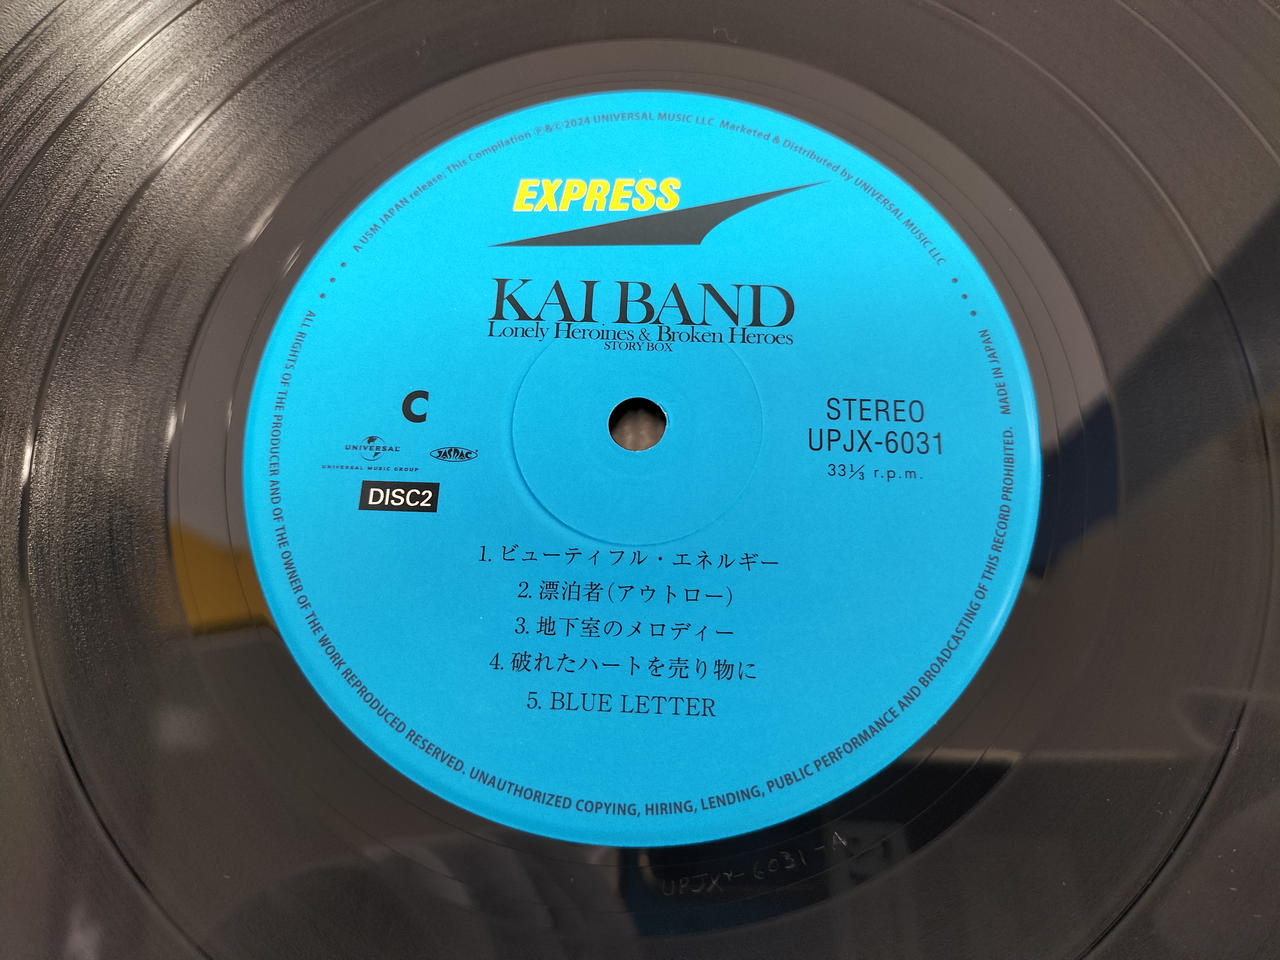 A USM JAPAN release; This Compilation ℗&©2024 UNIVERSAL MUSIC LLC. Marketed & Distributed by UNIVERSAL MUSIC LLC
EXPRESS
KAI BAND
Lonely Heroines & Broken Heroes
STORY BOX
C
UNIVERSAL
UNIVERSAL MUSIC GROUP
JASRAC
DISC2
STEREO
UPJX-6031
33⅓ r.p.m.
1. ビューティフル・エネルギー
2. 漂泊者(アウトロー)
3. 地下室のメロディー
4. 破れたハートを売り物に
5. BLUE LETTER
ALL RIGHTS OF THE PRODUCER AND OF THE OWNER OF THE WORK REPRODUCED RESERVED. UNAUTHORIZED COPYING, HIRING, LENDING, PUBLIC PERFORMANCE AND BROADCASTING OF THIS RECORD PROHIBITED. MADE IN JAPAN
UPJX-6031-A